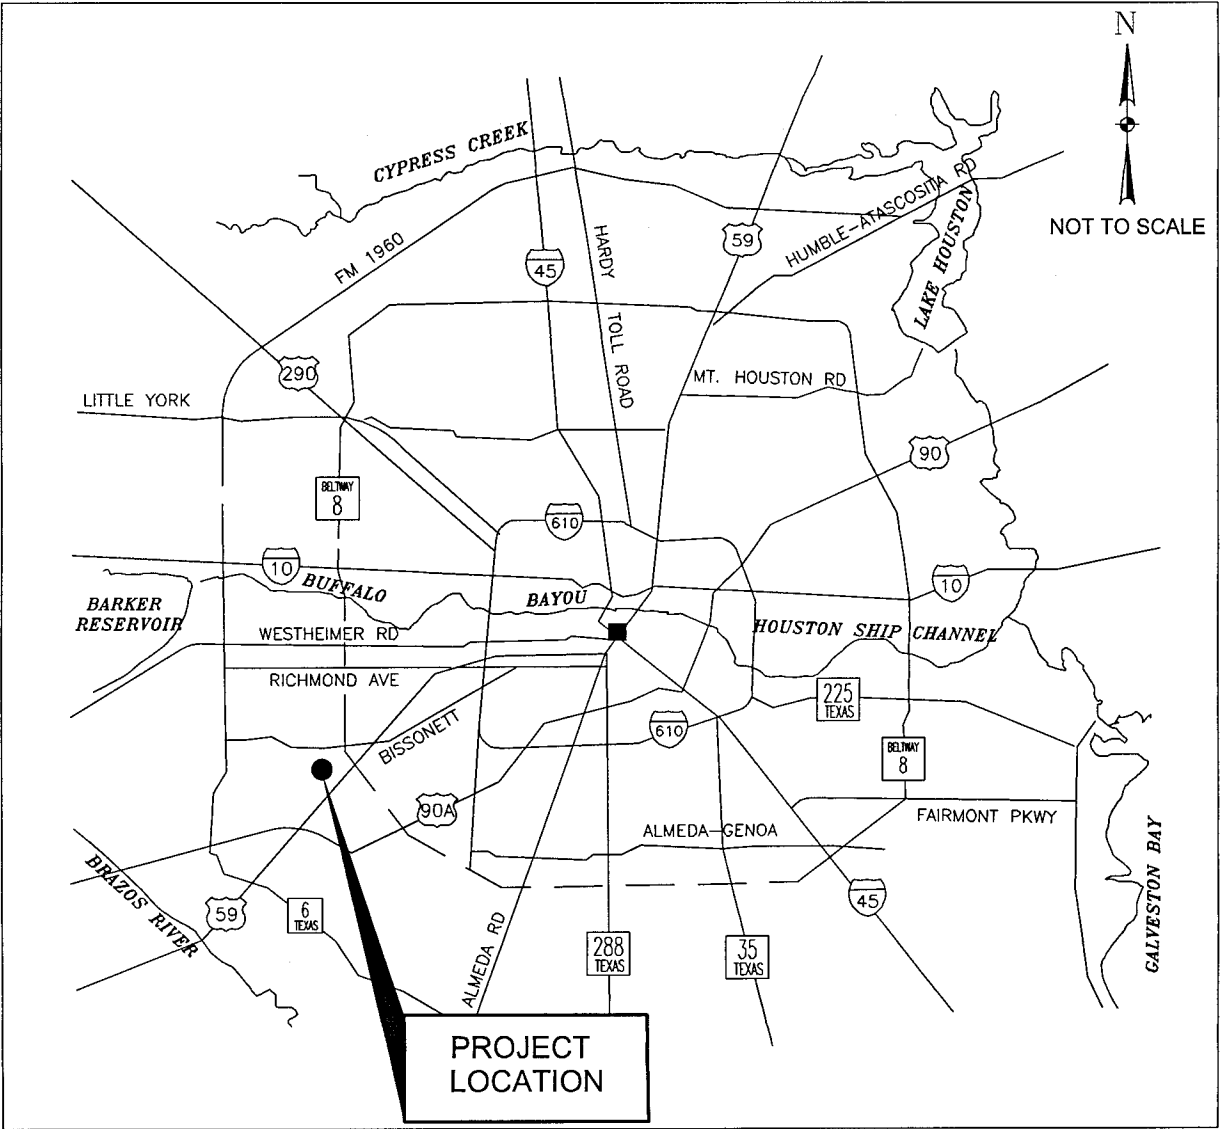 N
NOT TO SCALE
CYPRESS CREEK
HUMBLE-ATASCOSITA RD
LAKE HOUSTON
FM 1960
45
HARDY TOLL ROAD
59
290
MT. HOUSTON RD
LITTLE YORK
90
BELTWAY
8
610
10
BUFFALO BAYOU
10
BARKER
RESERVOIR
WESTHEIMER RD
HOUSTON SHIP CHANNEL
RICHMOND AVE
225
TEXAS
BISSONETT
610
BELTWAY
8
90A
FAIRMONT PKWY
ALMEDA-GENOA
BRAZOS RIVER
GALVESTON BAY
59
6
TEXAS
45
ALMEDA RD
288
TEXAS
35
TEXAS
PROJECT
LOCATION